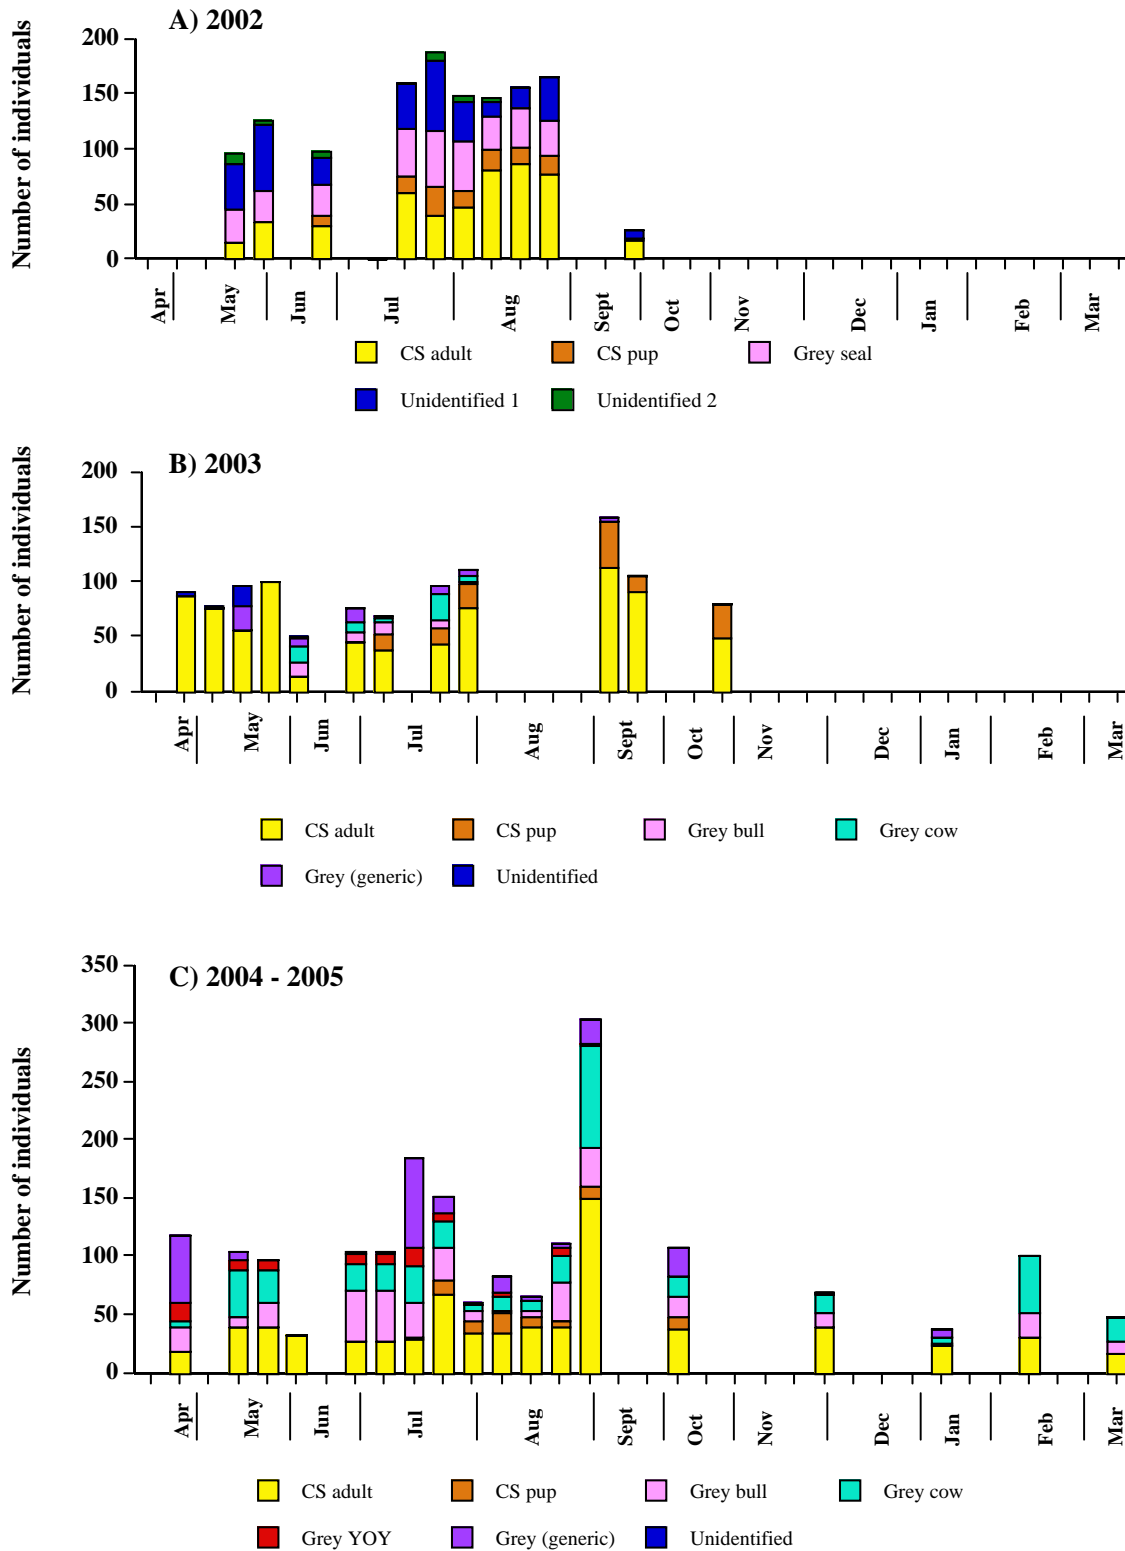 A) 2002
Number of individuals
200
150
100
50
0
Apr May Jun Jul Aug Sept Oct Nov Dec Jan Feb Mar
CS adult CS pup Grey seal
Unidentified 1 Unidentified 2
B) 2003
Number of individuals
200
150
100
50
0
Apr May Jun Jul Aug Sept Oct Nov Dec Jan Feb Mar
CS adult CS pup Grey bull Grey cow
Grey (generic) Unidentified
C) 2004 - 2005
Number of individuals
350
300
250
200
150
100
50
0
Apr May Jun Jul Aug Sept Oct Nov Dec Jan Feb Mar
CS adult CS pup Grey bull Grey cow
Grey YOY Grey (generic) Unidentified